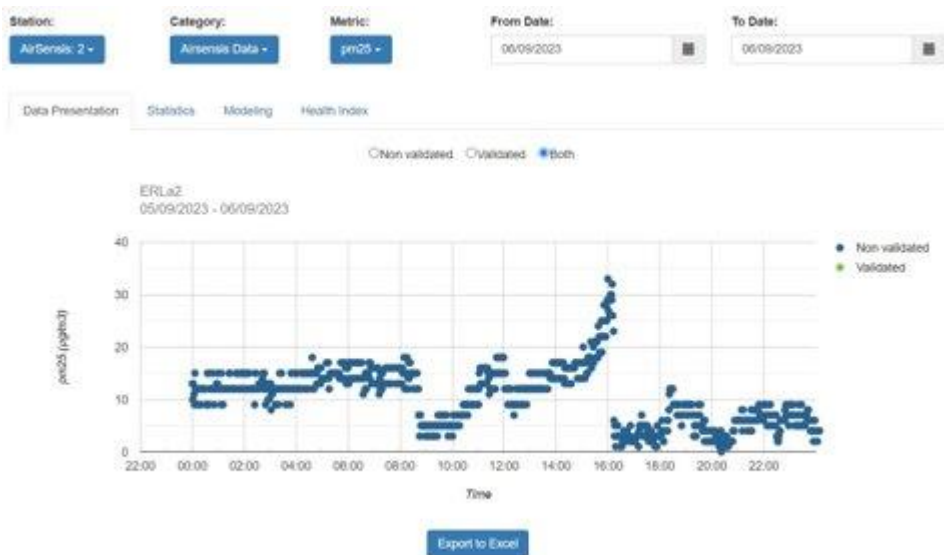 Station: Category: Metric: From Date: To Date:
AirSensis: 2 Airsensis Data pm25 06/09/2023 06/09/2023
Data Presentation Statistics Modeling Health Index
Non validated Validated Both
ERLa2
05/09/2023 - 06/09/2023
40
30
20
10
0
pm25 (μg/m3)
Non validated
Validated
22:00 00:00 02:00 04:00 06:00 08:00 10:00 12:00 14:00 16:00 18:00 20:00 22:00
Time
Export to Excel